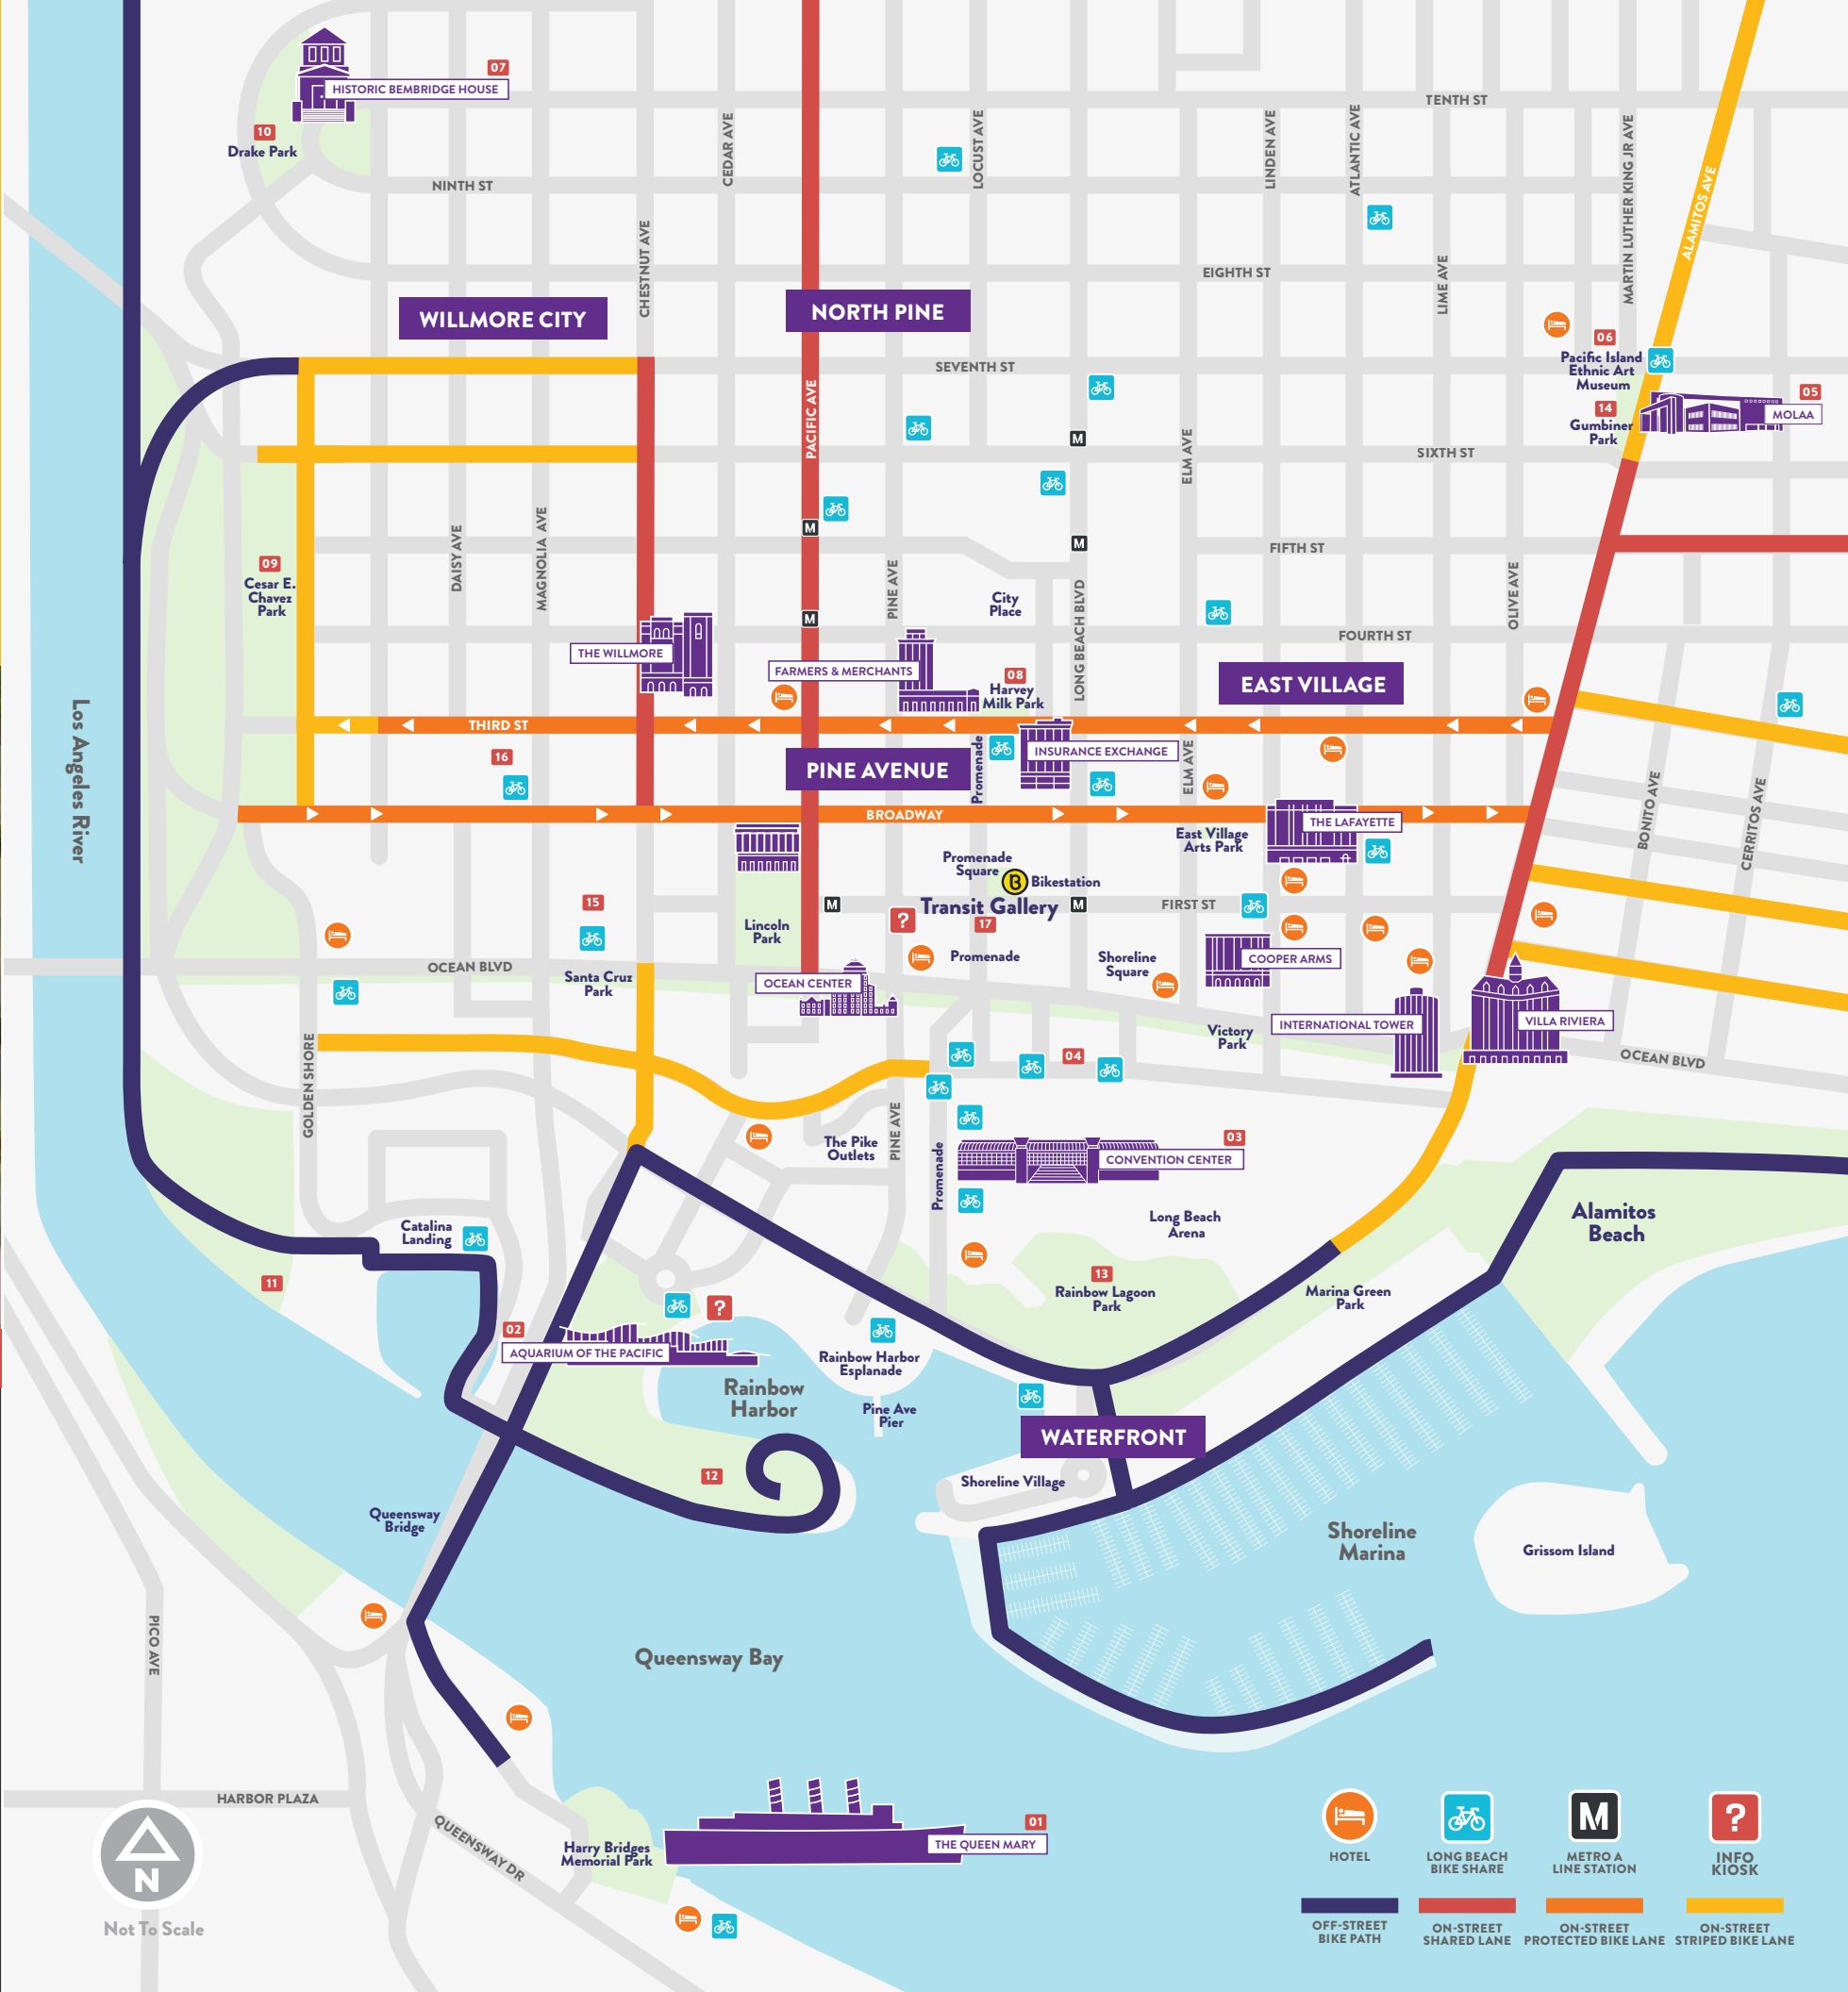 07
HISTORIC BEMBRIDGE HOUSE
10
Drake Park
TENTH ST
CEDAR AVE
LOCUST AVE
LINDEN AVE
ATLANTIC AVE
MARTIN LUTHER KING JR AVE
ALAMITOS AVE
NINTH ST
CHESTNUT AVE
EIGHTH ST
LIME AVE
WILLMORE CITY
NORTH PINE
06
Pacific Island
Ethnic Art
Museum
SEVENTH ST
PACIFIC AVE
05
MOLAA
14
Gumbiner
Park
M
ELM AVE
SIXTH ST
DAISY AVE
MAGNOLIA AVE
M
M
FIFTH ST
09
Cesar E.
Chavez
Park
PINE AVE
City
Place
LONG BEACH BLVD
OLIVE AVE
M
FOURTH ST
THE WILLMORE
FARMERS & MERCHANTS
08
Harvey
Milk Park
EAST VILLAGE
Los Angeles River
THIRD ST
16
PINE AVENUE
Promenade
INSURANCE EXCHANGE
ELM AVE
BONITO AVE
CERRITOS AVE
BROADWAY
THE LAFAYETTE
East Village
Arts Park
Promenade
Square
B
Bikestation
15
M
Transit Gallery
M
FIRST ST
?
17
Lincoln
Park
Promenade
Shoreline
Square
COOPER ARMS
OCEAN BLVD
Santa Cruz
Park
OCEAN CENTER
INTERNATIONAL TOWER
VILLA RIVIERA
Victory
Park
04
OCEAN BLVD
GOLDEN SHORE
PINE AVE
The Pike
Outlets
Promenade
03
CONVENTION CENTER
Long Beach
Arena
Alamitos
Beach
Catalina
Landing
11
13
Rainbow Lagoon
Park
Marina Green
Park
?
02
AQUARIUM OF THE PACIFIC
Rainbow Harbor
Esplanade
Rainbow
Harbor
Pine Ave
Pier
WATERFRONT
12
Shoreline Village
Queensway
Bridge
Shoreline
Marina
Grissom Island
PICO AVE
Queensway Bay
HARBOR PLAZA
QUEENSWAY DR
Harry Bridges
Memorial Park
01
THE QUEEN MARY
N
Not To Scale
M
?
HOTEL
LONG BEACH
BIKE SHARE
METRO A
LINE STATION
INFO
KIOSK
OFF-STREET
BIKE PATH
ON-STREET
SHARED LANE
ON-STREET
PROTECTED BIKE LANE
ON-STREET
STRIPED BIKE LANE